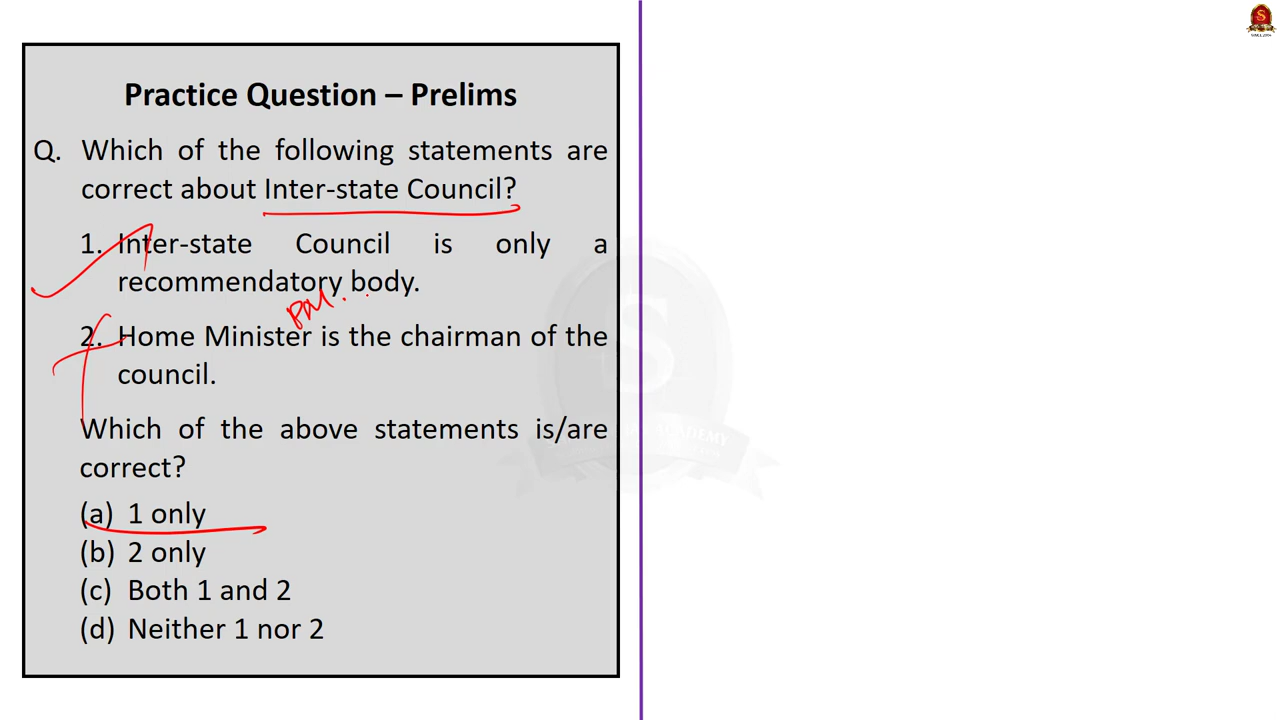 Practice Question – Prelims
Q. Which of the following statements are
correct about Inter-state Council?
1. Inter-state Council is only a
recommendatory body.
PM.
2. Home Minister is the chairman of the
council.
Which of the above statements is/are
correct?
(a) 1 only
(b) 2 only
(c) Both 1 and 2
(d) Neither 1 nor 2
S
ACADEMY